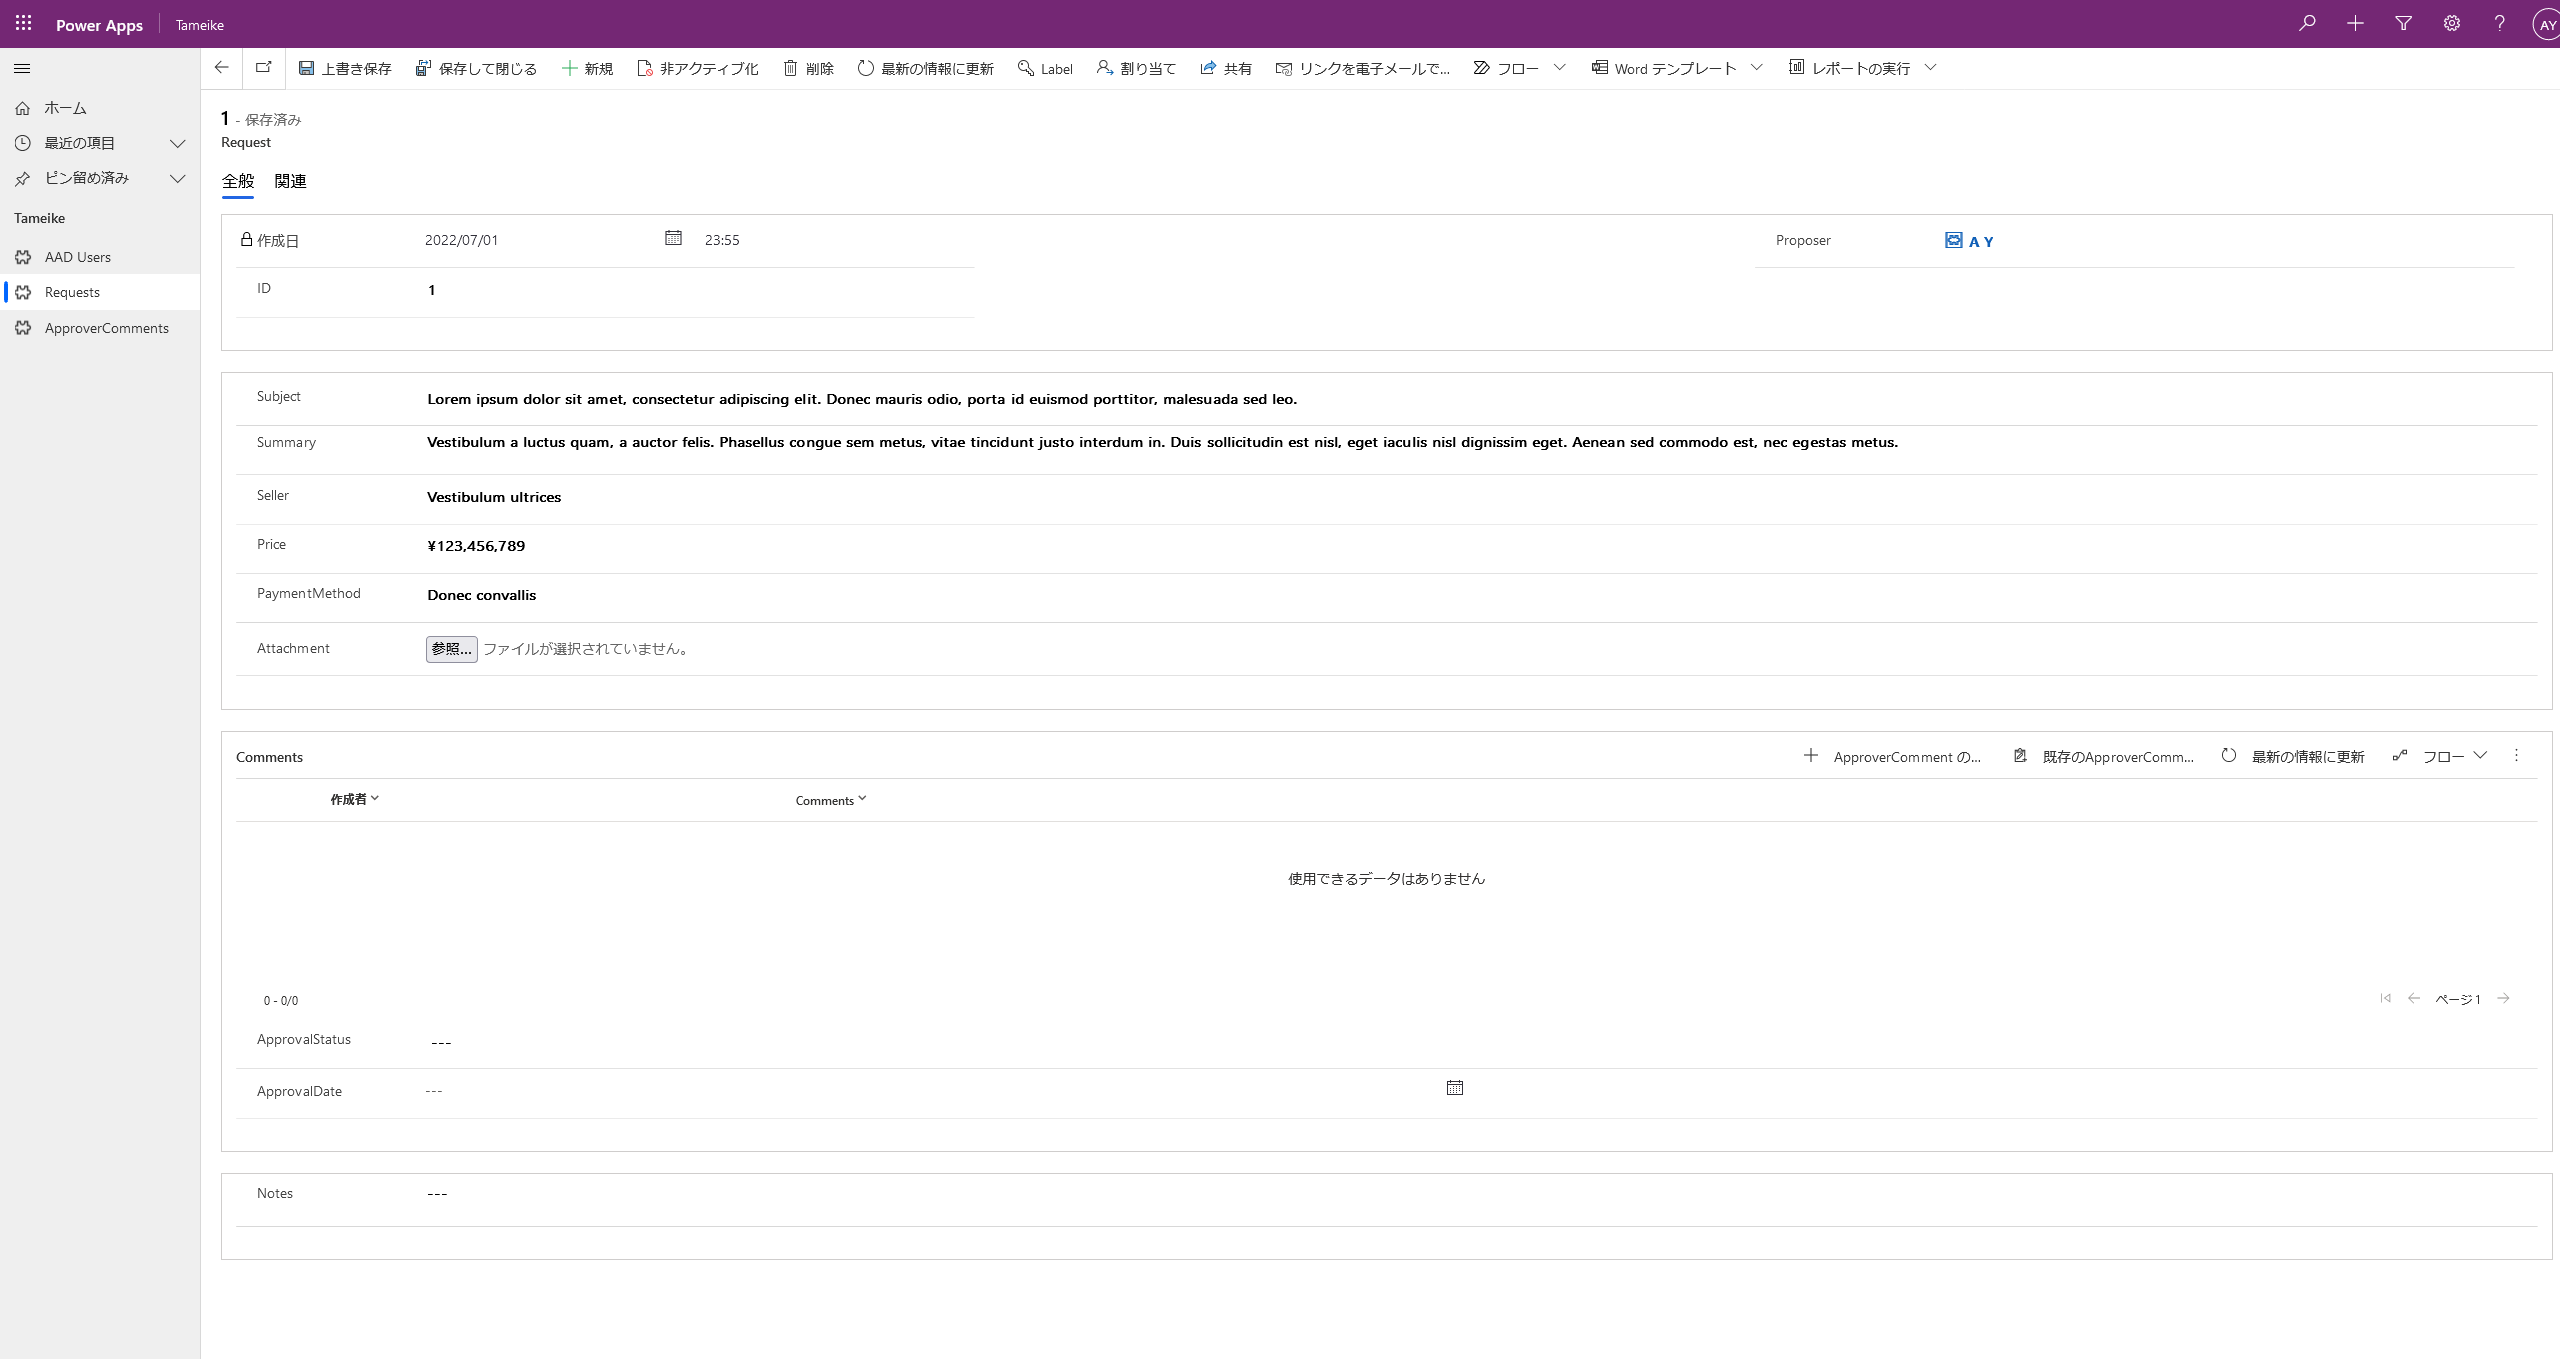 Power Apps Tameike AY
上書き保存 保存して閉じる 新規 非アクティブ化 削除 最新の情報に更新 Label 割り当て 共有 リンクを電子メールで... フロー Word テンプレート レポートの実行
ホーム
最近の項目
ピン留め済み
Tameike
AAD Users
Requests
ApproverComments
1 - 保存済み
Request
全般 関連
作成日 2022/07/01 23:55 Proposer A Y
ID 1
Subject Lorem ipsum dolor sit amet, consectetur adipiscing elit. Donec mauris odio, porta id euismod porttitor, malesuada sed leo.
Summary Vestibulum a luctus quam, a auctor felis. Phasellus congue sem metus, vitae tincidunt justo interdum in. Duis sollicitudin est nisl, eget iaculis nisl dignissim eget. Aenean sed commodo est, nec egestas metus.
Seller Vestibulum ultrices
Price ¥123,456,789
PaymentMethod Donec convallis
Attachment 参照... ファイルが選択されていません。
Comments ApproverComment の... 既存のApproverComm... 最新の情報に更新 フロー
作成者 Comments
使用できるデータはありません
0 - 0/0 ページ 1
ApprovalStatus ---
ApprovalDate ---
Notes ---